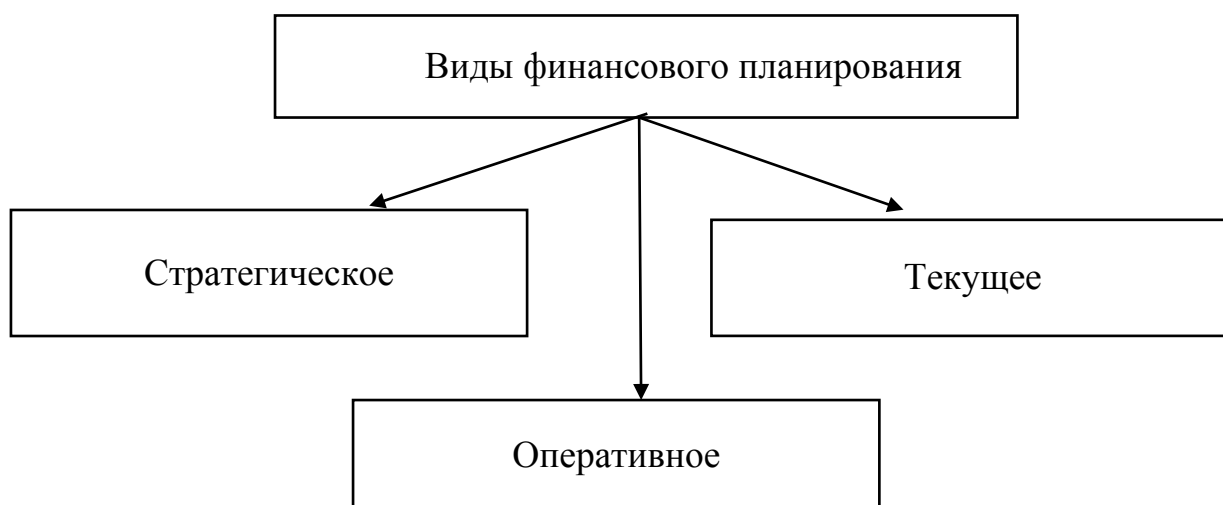 Виды финансового планирования
Стратегическое
Текущее
Оперативное